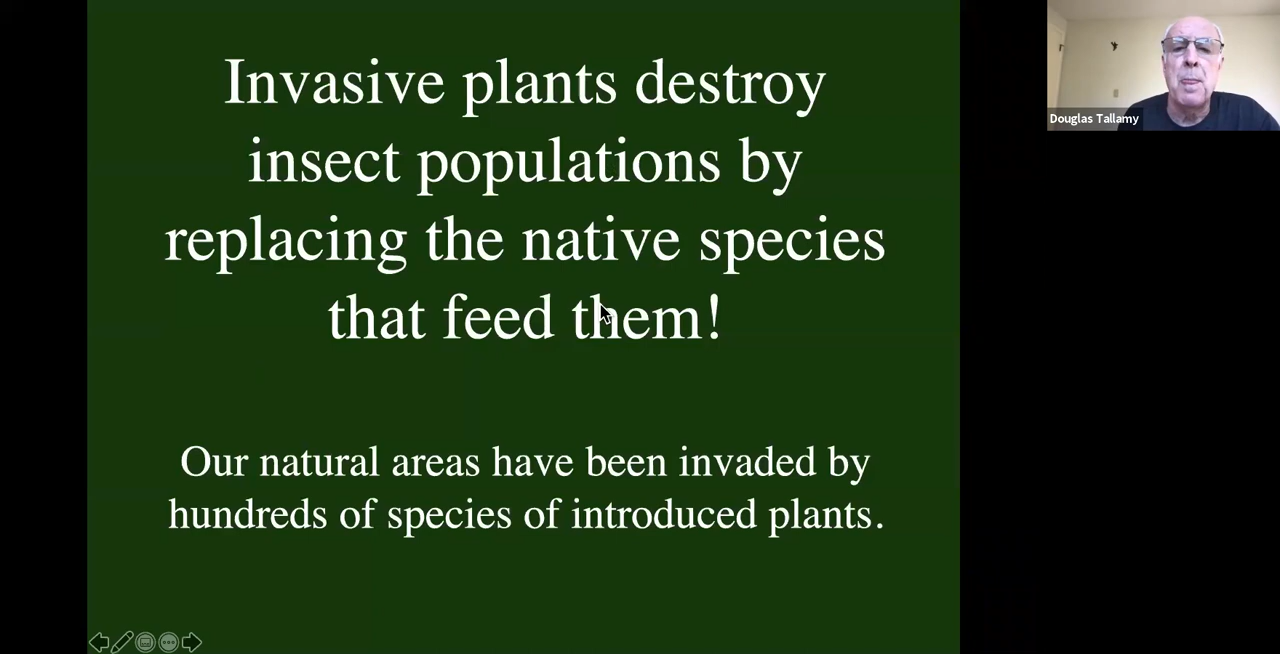 Invasive plants destroy
insect populations by
replacing the native species
that feed them!
Our natural areas have been invaded by
hundreds of species of introduced plants.
Douglas Tallamy